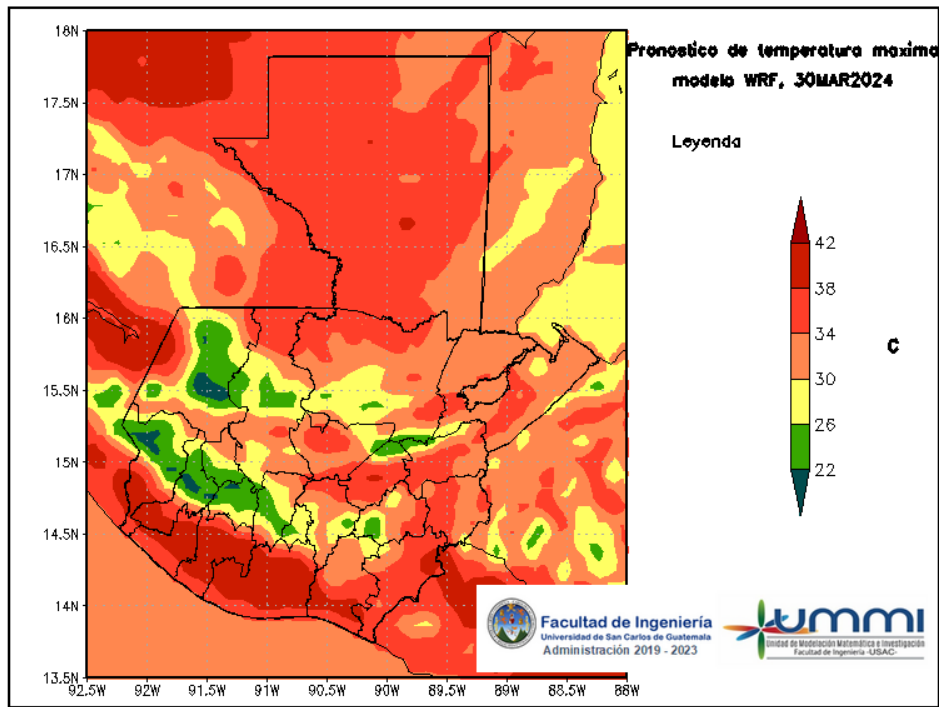 Pronostico de temperatura maxima
modelo WRF, 30MAR2024
Leyenda
18N
17.5N
17N
16.5N
16N
15.5N
15N
14.5N
14N
13.5N
92.5W
92W
91.5W
91W
90.5W
90W
89.5W
89W
88.5W
88W
42
38
34
30
26
22
C
Facultad de Ingeniería
Universidad de San Carlos de Guatemala
Administración 2019 - 2023
UMMI
Unidad de Modelación Matemática e Investigación
Facultad de Ingeniería -USAC-